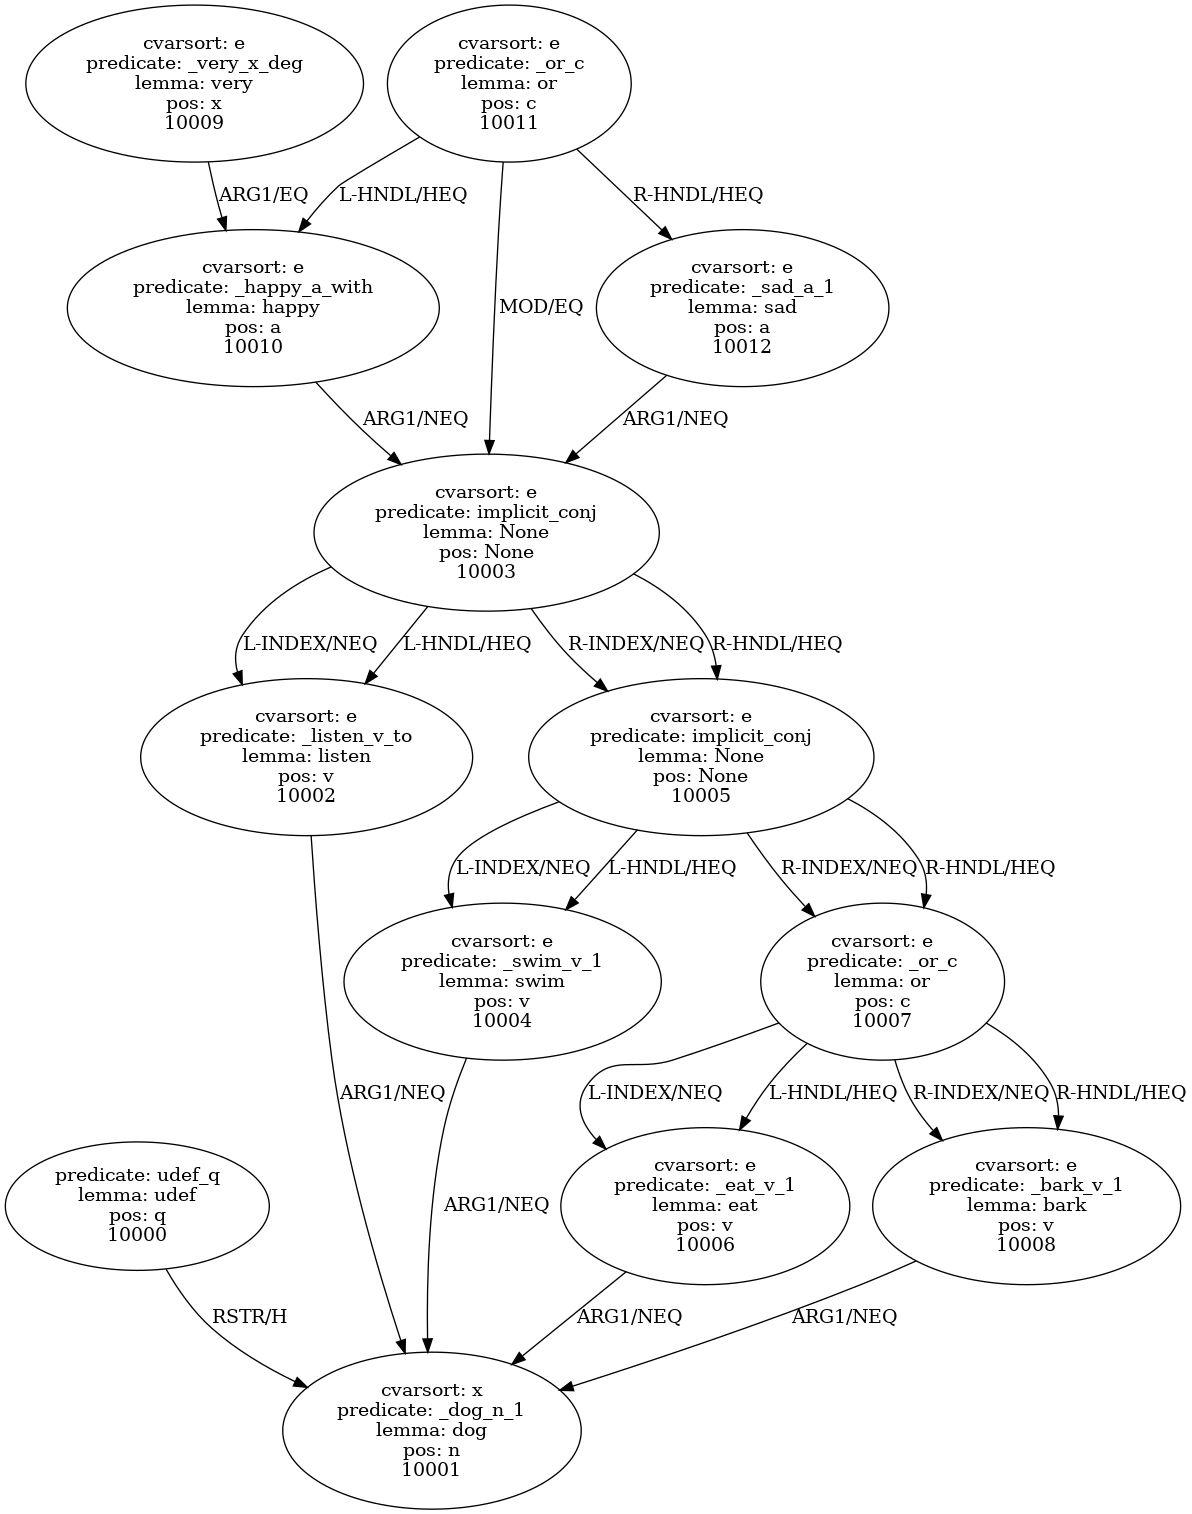 cvarsort: e
predicate: _very_x_deg
lemma: very
pos: x
10009
cvarsort: e
predicate: _or_c
lemma: or
pos: c
10011
ARG1/EQ
L-HNDL/HEQ
R-HNDL/HEQ
cvarsort: e
predicate: _happy_a_with
lemma: happy
pos: a
10010
MOD/EQ
cvarsort: e
predicate: _sad_a_1
lemma: sad
pos: a
10012
ARG1/NEQ
ARG1/NEQ
cvarsort: e
predicate: implicit_conj
lemma: None
pos: None
10003
L-INDEX/NEQ
L-HNDL/HEQ
R-INDEX/NEQ
R-HNDL/HEQ
cvarsort: e
predicate: _listen_v_to
lemma: listen
pos: v
10002
cvarsort: e
predicate: implicit_conj
lemma: None
pos: None
10005
L-INDEX/NEQ
L-HNDL/HEQ
R-INDEX/NEQ
R-HNDL/HEQ
cvarsort: e
predicate: _swim_v_1
lemma: swim
pos: v
10004
cvarsort: e
predicate: _or_c
lemma: or
pos: c
10007
ARG1/NEQ
L-INDEX/NEQ
L-HNDL/HEQ
R-INDEX/NEQ
R-HNDL/HEQ
predicate: udef_q
lemma: udef
pos: q
10000
ARG1/NEQ
cvarsort: e
predicate: _eat_v_1
lemma: eat
pos: v
10006
cvarsort: e
predicate: _bark_v_1
lemma: bark
pos: v
10008
RSTR/H
ARG1/NEQ
ARG1/NEQ
cvarsort: x
predicate: _dog_n_1
lemma: dog
pos: n
10001